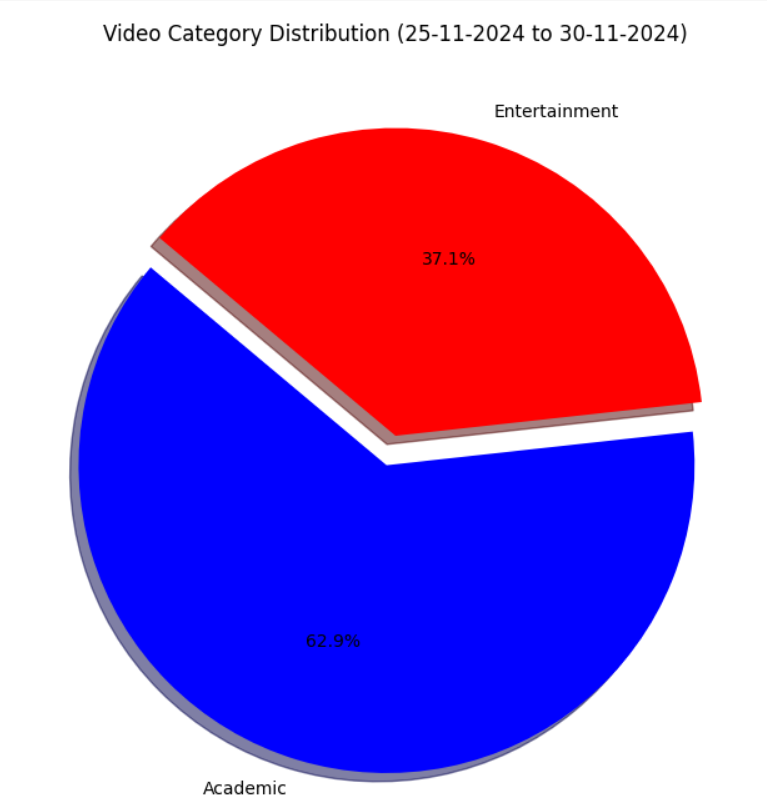 Video Category Distribution (25-11-2024 to 30-11-2024)
Entertainment
37.1%
62.9%
Academic